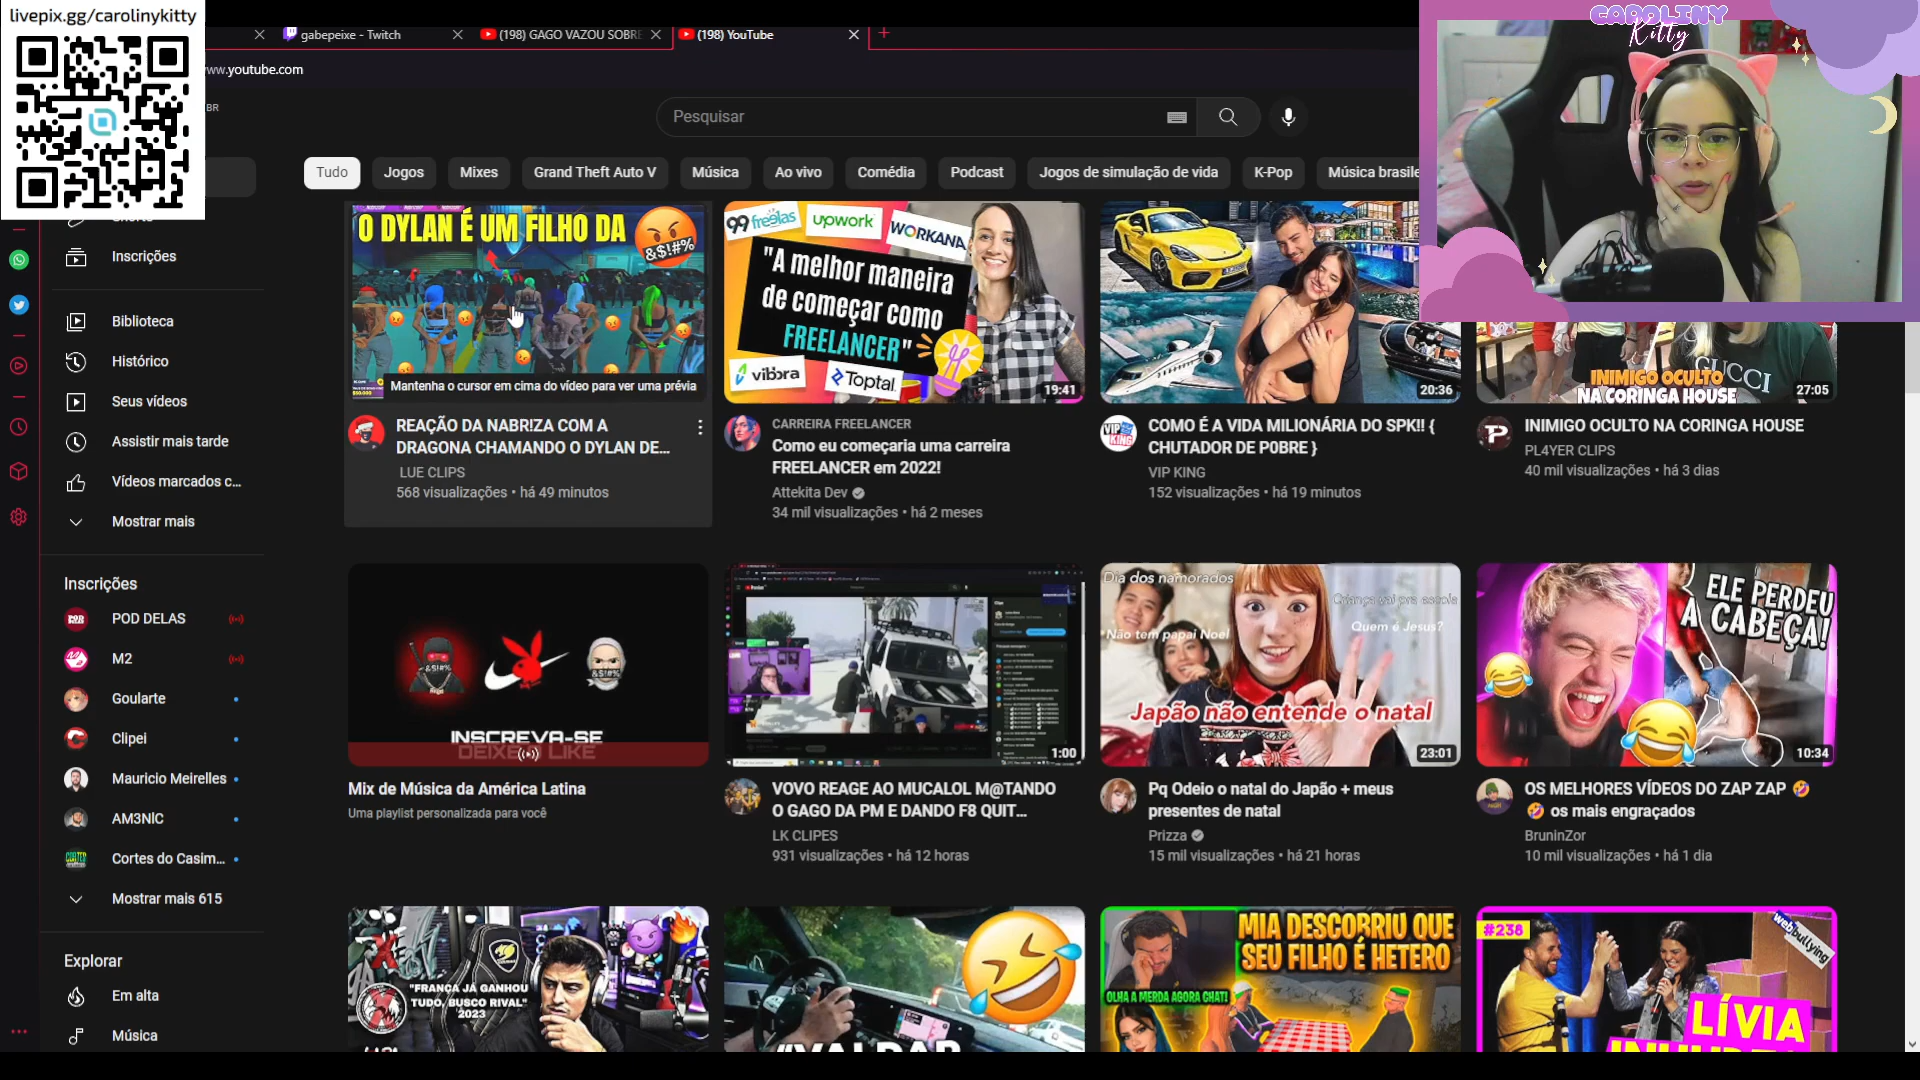 livepix.gg/carolinykitty
gabepeixe - Twitch
(198) GAGO VAZOU SOBRE
(198) YouTube
www.youtube.com
BR
Pesquisar
CAROLINY
Kitty
Tudo
Jogos
Mixes
Grand Theft Auto V
Música
Ao vivo
Comédia
Podcast
Jogos de simulação de vida
K-Pop
Música brasile
Shorts
Inscrições
Biblioteca
Histórico
Seus vídeos
Assistir mais tarde
Vídeos marcados c...
Mostrar mais
Inscrições
POD DELAS
M2
Goularte
Clipei
Mauricio Meirelles
AM3NIC
Cortes do Casim...
Mostrar mais 615
Explorar
Em alta
Música
O DYLAN É UM FILHO DA
&$!#%
Mantenha o cursor em cima do vídeo para ver uma prévia
REAÇÃO DA NABR!ZA COM A
DRAGONA CHAMANDO O DYLAN DE...
LUE CLIPS
568 visualizações • há 49 minutos
99freelas
upwork
WORKANA
"A melhor maneira
de começar como
FREELANCER"
vibbra
Toptal
19:41
CARREIRA FREELANCER
Como eu começaria uma carreira
FREELANCER em 2022!
Attekita Dev
34 mil visualizações • há 2 meses
20:36
VIP
KING
COMO É A VIDA MILIONÁRIA DO SPK!! {
CHUTADOR DE P0BRE }
VIP KING
152 visualizações • há 19 minutos
GUCCI
INIMIGO OCULTO
NA CORINGA HOUSE
27:05
INIMIGO OCULTO NA CORINGA HOUSE
PL4YER CLIPS
40 mil visualizações • há 3 dias
&$!#%
&$!#%
INSCREVA-SE
DEIXE LIKE
Mix de Música da América Latina
Uma playlist personalizada para você
1:00
VOVO REAGE AO MUCALOL M@TANDO
O GAGO DA PM E DANDO F8 QUIT...
LK CLIPES
931 visualizações • há 12 horas
Dia dos namorados
Criança vai pra escola
Não tem papai Noel
Quem é Jesus?
Japão não entende o natal
23:01
Pq Odeio o natal do Japão + meus
presentes de natal
Prizza
15 mil visualizações • há 21 horas
ELE PERDEU
A CABEÇA!
10:34
OS MELHORES VÍDEOS DO ZAP ZAP 🤣
🤣 os mais engraçados
BruninZor
10 mil visualizações • há 1 dia
"FRANÇA JÁ GANHOU
TUDO, BUSCO RIVAL"
2023
MIA DESCOBRIU QUE
SEU FILHO É HETERO
OLHA A MERDA AGORA CHAT!
#238
webbullying
LÍVIA